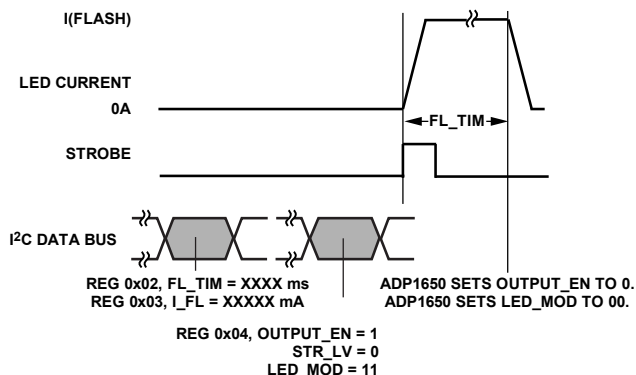 I(FLASH)
LED CURRENT
0A
FL_TIM
STROBE
I2C DATA BUS
REG 0x02, FL_TIM = XXXX ms
REG 0x03, I_FL = XXXXX mA
ADP1650 SETS OUTPUT_EN TO 0.
ADP1650 SETS LED_MOD TO 00.
REG 0x04, OUTPUT_EN = 1
STR_LV = 0
LED_MOD = 11